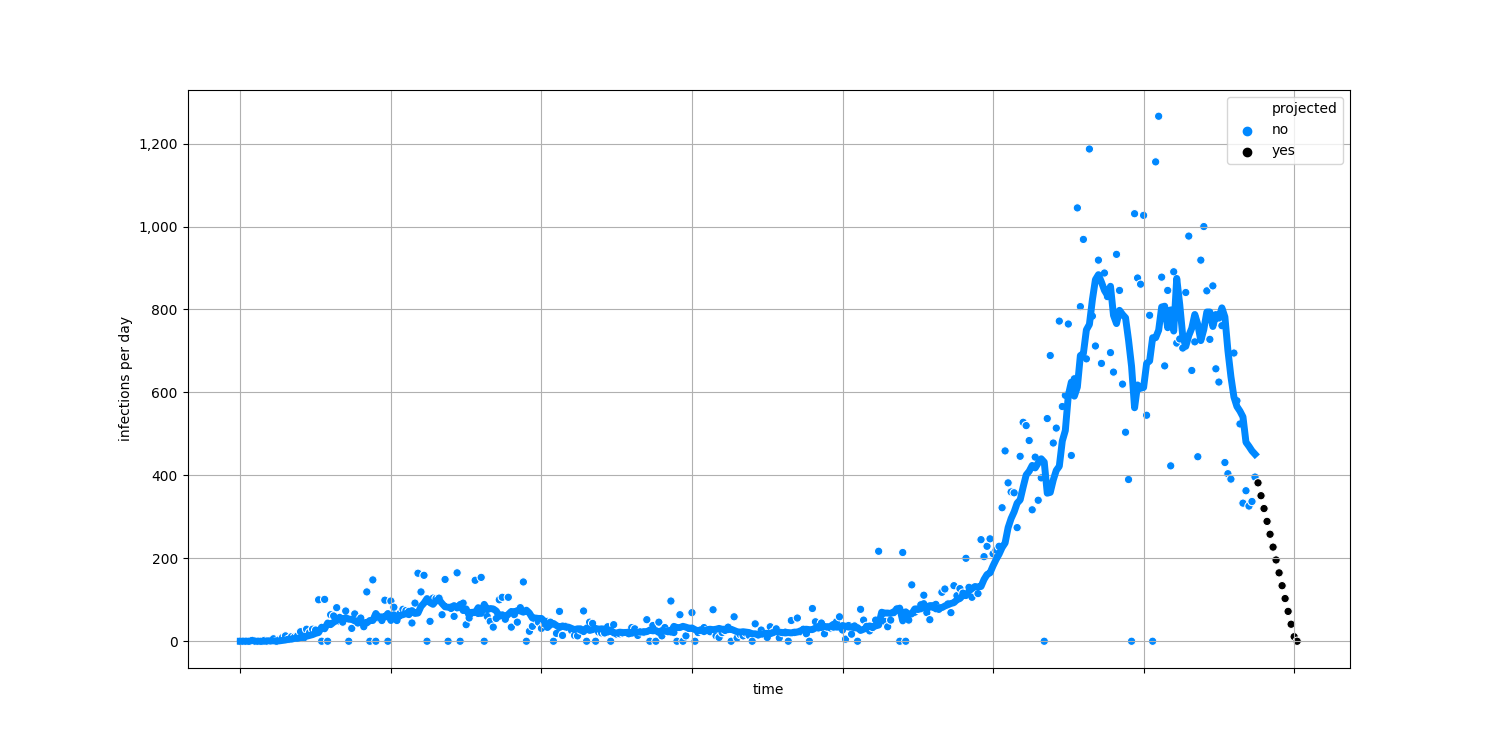 projected
no
yes
1,200
1,000
800
600
400
200
0
infections per day
time